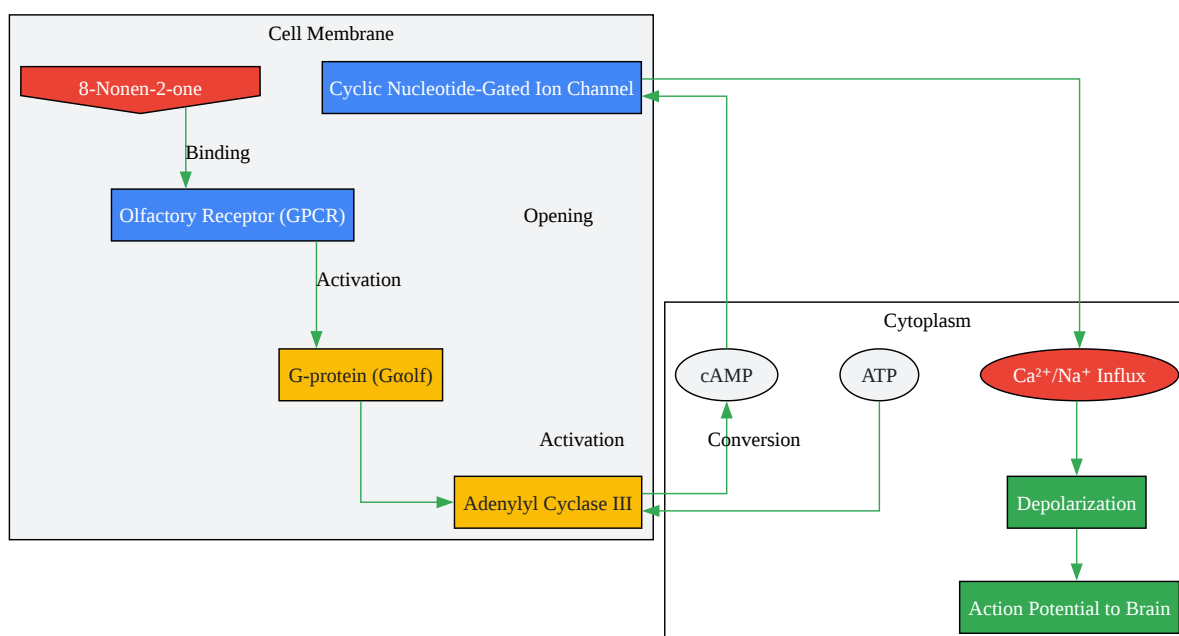 Cell Membrane
8-Nonen-2-one
Cyclic Nucleotide-Gated Ion Channel
Binding
Olfactory Receptor (GPCR)
Opening
Activation
Cytoplasm
G-protein (Gαolf)
cAMP
ATP
Ca²⁺/Na⁺ Influx
Activation
Conversion
Adenylyl Cyclase III
Depolarization
Action Potential to Brain